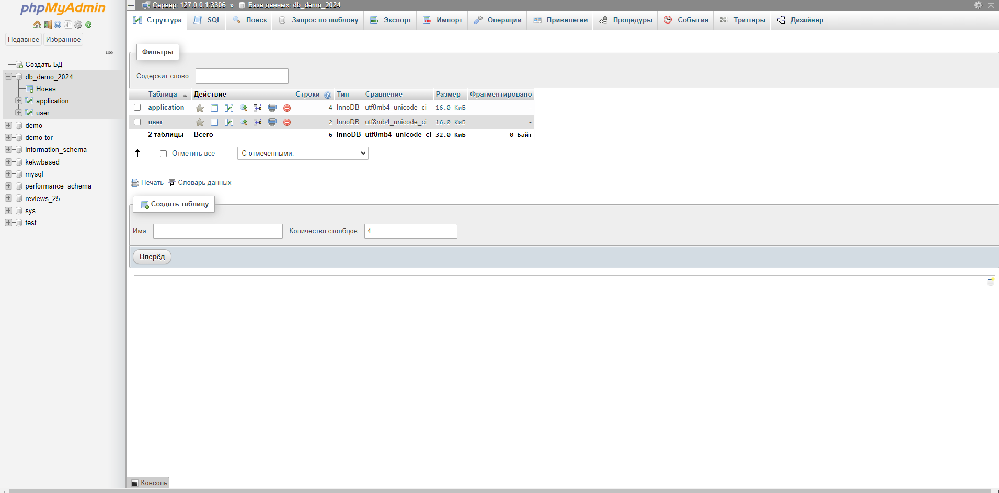 phpMyAdmin
Недавнее Избранное
Создать БД
db_demo_2024
Новая
application
user
demo
demo-tor
information_schema
kekwbased
mysql
performance_schema
reviews_25
sys
test
Сервер: 127.0.0.1:3306 » База данных: db_demo_2024
Структура SQL Поиск Запрос по шаблону Экспорт Импорт Операции Привилегии Процедуры События Триггеры Дизайнер
Фильтры
Содержит слово:
Таблица Действие Строки Тип Сравнение Размер Фрагментировано
application 4 InnoDB utf8mb4_unicode_ci 16.0 КиБ -
user 2 InnoDB utf8mb4_unicode_ci 16.0 КиБ -
2 таблицы Всего 6 InnoDB utf8mb4_unicode_ci 32.0 КиБ 0 Байт
Отметить все С отмеченными:
Печать Словарь данных
Создать таблицу
Имя: Количество столбцов: 4
Вперёд
Консоль